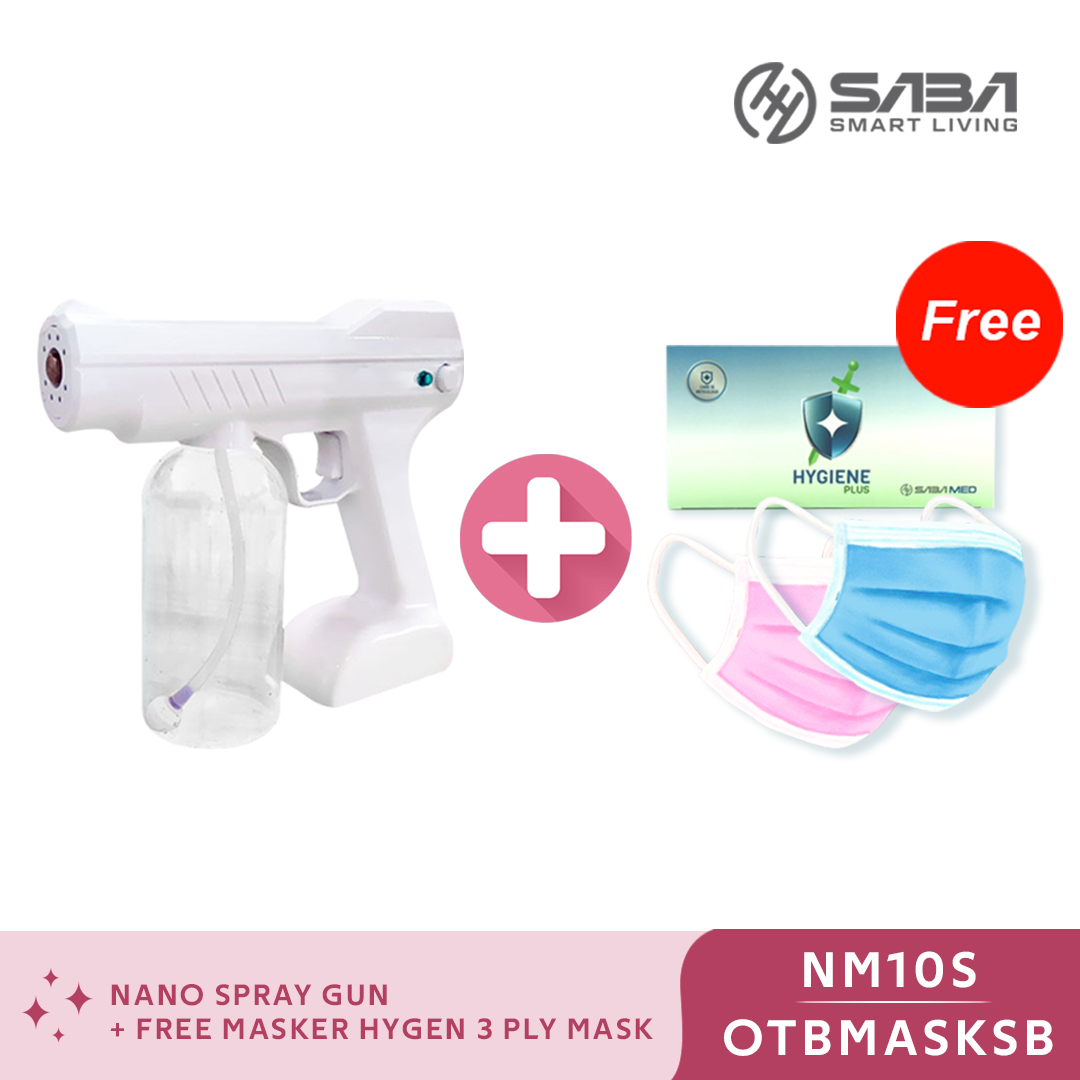 SABA
SMART LIVING
Free
HYGIENE
PLUS
SABA MED
NANO SPRAY GUN
+ FREE MASKER HYGEN 3 PLY MASK
NM10S
OTBMASKSB